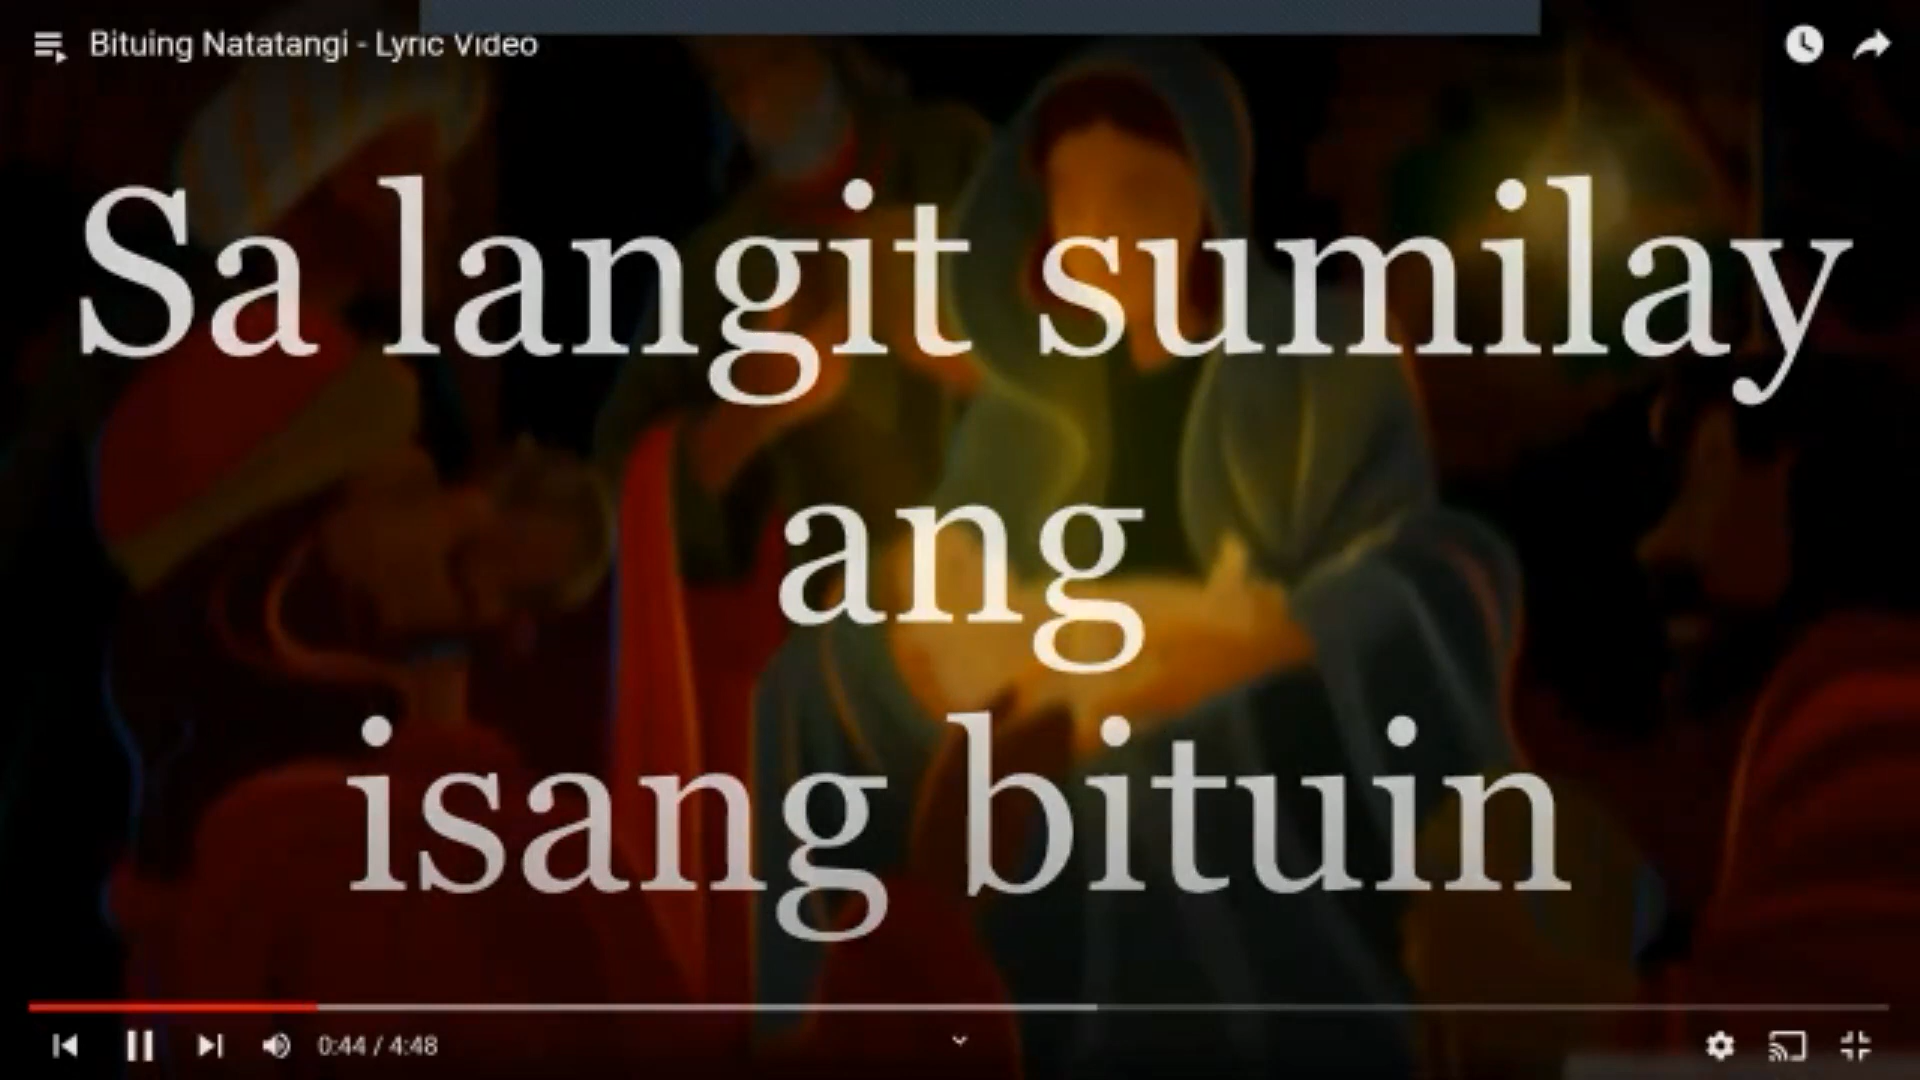 Bituing Natatangi - Lyric Video
Sa langit sumilay
ang
isang bituin
0:44 / 4:48